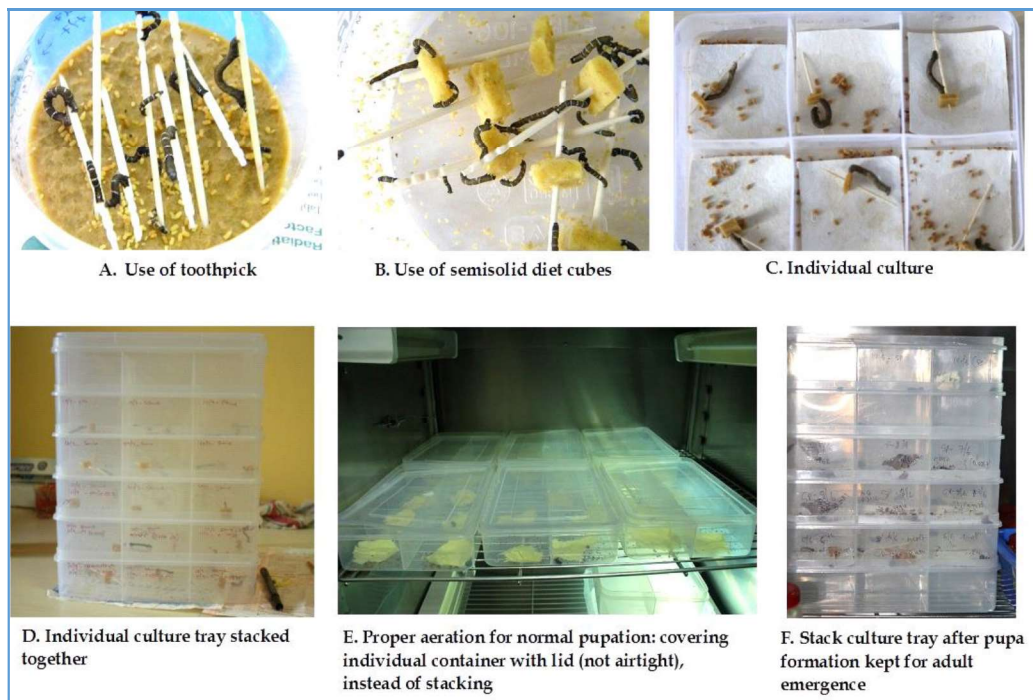 A. Use of toothpick
B. Use of semisolid diet cubes
C. Individual culture
D. Individual culture tray stacked
together
E. Proper aeration for normal pupation: covering
individual container with lid (not airtight),
instead of stacking
F. Stack culture tray after pupa
formation kept for adult
emergence